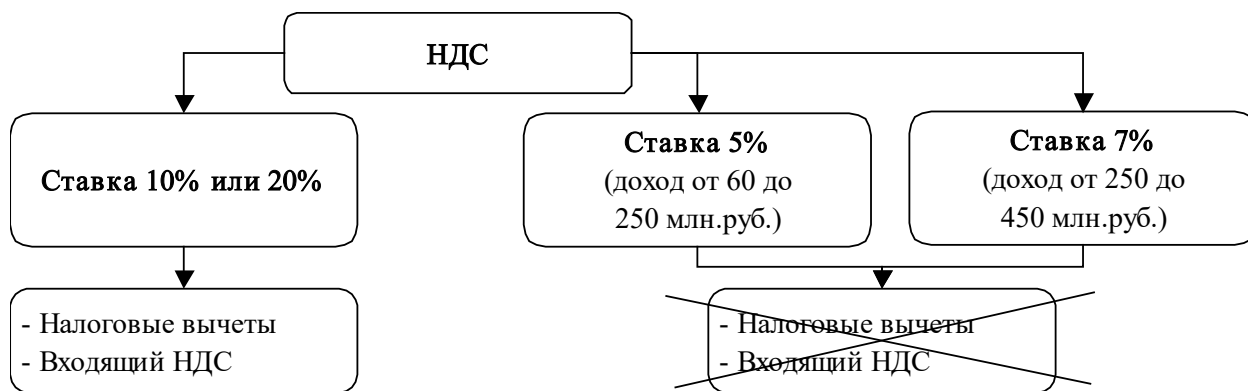 НДС
Ставка 10% или 20%
Ставка 5%
(доход от 60 до
250 млн.руб.)
Ставка 7%
(доход от 250 до
450 млн.руб.)
- Налоговые вычеты
- Входящий НДС
- Налоговые вычеты
- Входящий НДС